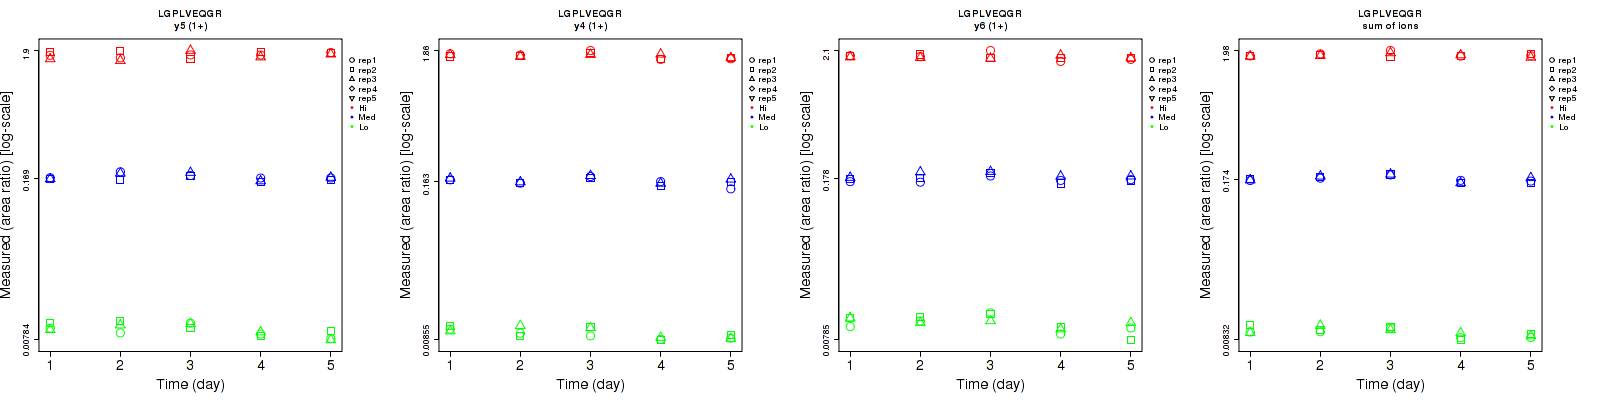 LGPLVEQGR
y5 (1+)
Measured (area ratio) [log-scale]
1.9
0.169
0.00784
1 2 3 4 5
Time (day)
rep1
rep2
rep3
rep4
rep5
Hi
Med
Lo
LGPLVEQGR
y4 (1+)
Measured (area ratio) [log-scale]
1.86
0.163
0.00855
1 2 3 4 5
Time (day)
rep1
rep2
rep3
rep4
rep5
Hi
Med
Lo
LGPLVEQGR
y6 (1+)
Measured (area ratio) [log-scale]
2.1
0.178
0.00785
1 2 3 4 5
Time (day)
rep1
rep2
rep3
rep4
rep5
Hi
Med
Lo
LGPLVEQGR
sum of ions
Measured (area ratio) [log-scale]
1.98
0.174
0.00832
1 2 3 4 5
Time (day)
rep1
rep2
rep3
rep4
rep5
Hi
Med
Lo